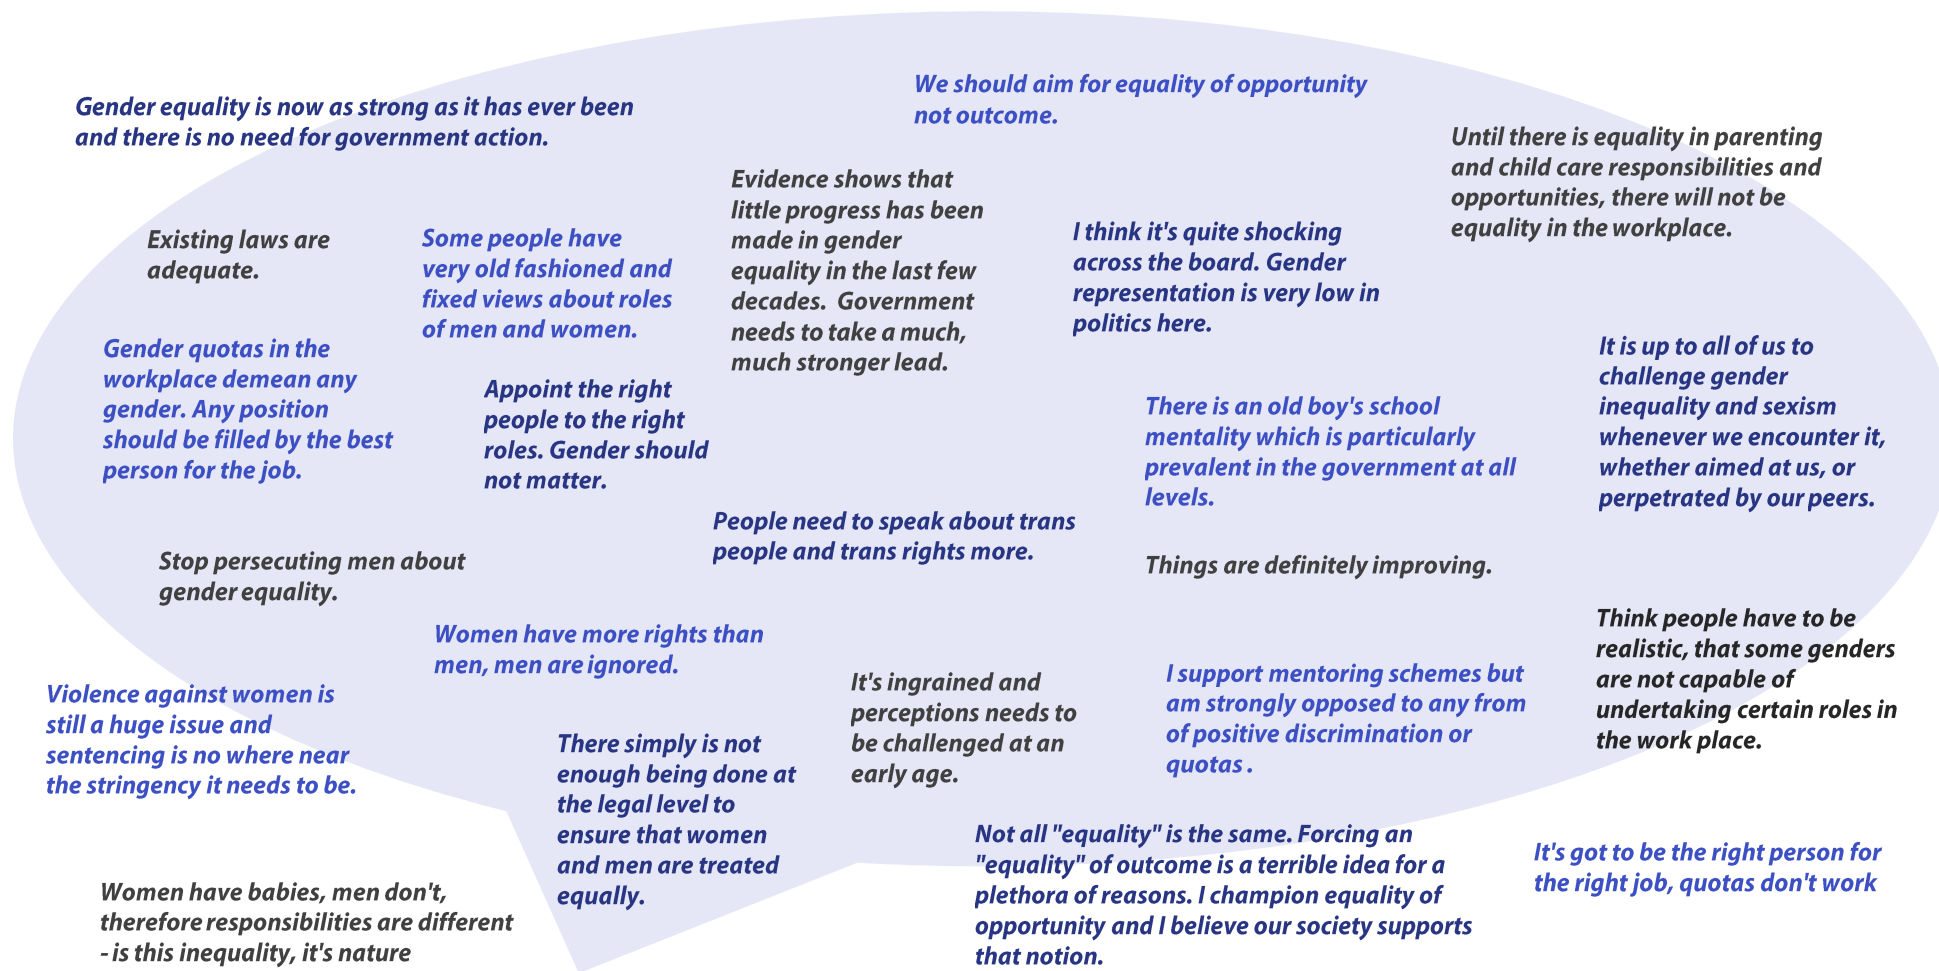 We should aim for equality of opportunity
not outcome.
Gender equality is now as strong as it has ever been
and there is no need for government action.
Until there is equality in parenting
and child care responsibilities and
opportunities, there will not be
equality in the workplace.
Evidence shows that
little progress has been
made in gender
equality in the last few
decades.  Government
needs to take a much,
much stronger lead.
I think it's quite shocking
across the board. Gender
representation is very low in
politics here.
Existing laws are
adequate.
Some people have
very old fashioned and
fixed views about roles
of men and women.
Gender quotas in the
workplace demean any
gender. Any position
should be filled by the best
person for the job.
Appoint the right
people to the right
roles. Gender should
not matter.
It is up to all of us to
challenge gender
inequality and sexism
whenever we encounter it,
whether aimed at us, or
perpetrated by our peers.
There is an old boy's school
mentality which is particularly
prevalent in the government at all
levels.
People need to speak about trans
people and trans rights more.
Stop persecuting men about
gender equality.
Things are definitely improving.
Think people have to be
realistic, that some genders
are not capable of
undertaking certain roles in
the work place.
Women have more rights than
men, men are ignored.
Violence against women is
still a huge issue and
sentencing is no where near
the stringency it needs to be.
It's ingrained and
perceptions needs to
be challenged at an
early age.
I support mentoring schemes but
am strongly opposed to any from
of positive discrimination or
quotas .
There simply is not
enough being done at
the legal level to
ensure that women
and men are treated
equally.
Not all "equality" is the same. Forcing an
"equality" of outcome is a terrible idea for a
plethora of reasons. I champion equality of
opportunity and I believe our society supports
that notion.
It's got to be the right person for
the right job, quotas don't work
Women have babies, men don't,
therefore responsibilities are different
- is this inequality, it's nature